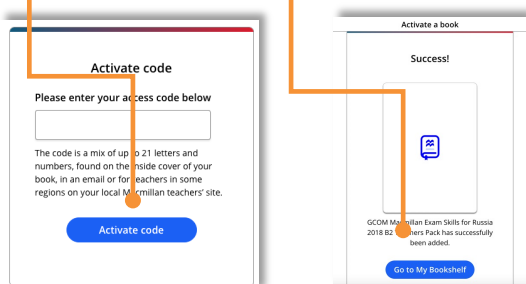 Activate code
Please enter your access code below
The code is a mix of up to 21 letters and
numbers, found on the inside cover of your
book, in an email or for teachers in some
regions on your local Macmillan teachers' site.
Activate code
Activate a book
Success!
GCOM Macmillan Exam Skills for Russia
2018 B2 Teachers Pack has successfully
been added.
Go to My Bookshelf